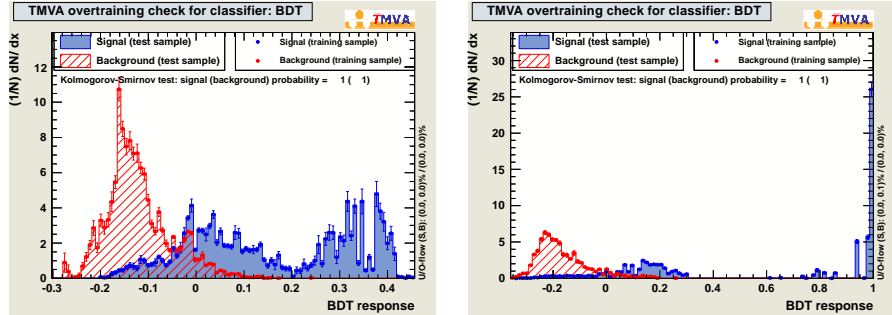 TMVA overtraining check for classifier: BDT
TMVA
(1/N) dN/ dx
Signal (test sample)
Background (test sample)
Signal (training sample)
Background (training sample)
Kolmogorov-Smirnov test: signal (background) probability = 1 ( 1)
14
12
10
8
6
4
2
0
-0.3 -0.2 -0.1 0 0.1 0.2 0.3 0.4
BDT response
U/O-flow (S,B): (0.0, 0.0)% / (0.0, 0.0)%
TMVA overtraining check for classifier: BDT
TMVA
(1/N) dN/ dx
Signal (test sample)
Background (test sample)
Signal (training sample)
Background (training sample)
Kolmogorov-Smirnov test: signal (background) probability = 1 ( 1)
30
25
20
15
10
5
0
-0.2 0 0.2 0.4 0.6 0.8 1
BDT response
U/O-flow (S,B): (0.0, 0.1)% / (0.0, 0.0)%